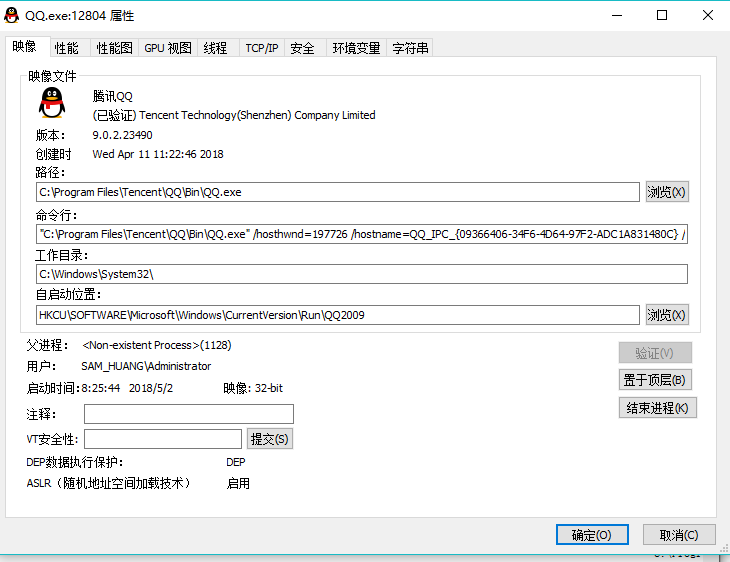 QQ.exe:12804 属性
映像 性能 性能图 GPU 视图 线程 TCP/IP 安全 环境变量 字符串
映像文件
腾讯QQ
(已验证) Tencent Technology(Shenzhen) Company Limited
版本: 9.0.2.23490
创建时 Wed Apr 11 11:22:46 2018
路径:
C:\Program Files\Tencent\QQ\Bin\QQ.exe 浏览(X)
命令行:
"C:\Program Files\Tencent\QQ\Bin\QQ.exe" /hosthwnd=197726 /hostname=QQ_IPC_{09366406-34F6-4D64-97F2-ADC1A831480C} /
工作目录:
C:\Windows\System32\
自启动位置:
HKCU\SOFTWARE\Microsoft\Windows\CurrentVersion\Run\QQ2009 浏览(X)
父进程: <Non-existent Process>(1128)
验证(V)
用户: SAM_HUANG\Administrator
置于顶层(B)
启动时间:8:25:44 2018/5/2 映像: 32-bit
结束进程(K)
注释:
VT安全性: 提交(S)
DEP数据执行保护: DEP
ASLR（随机地址空间加载技术） 启用
确定(O) 取消(C)